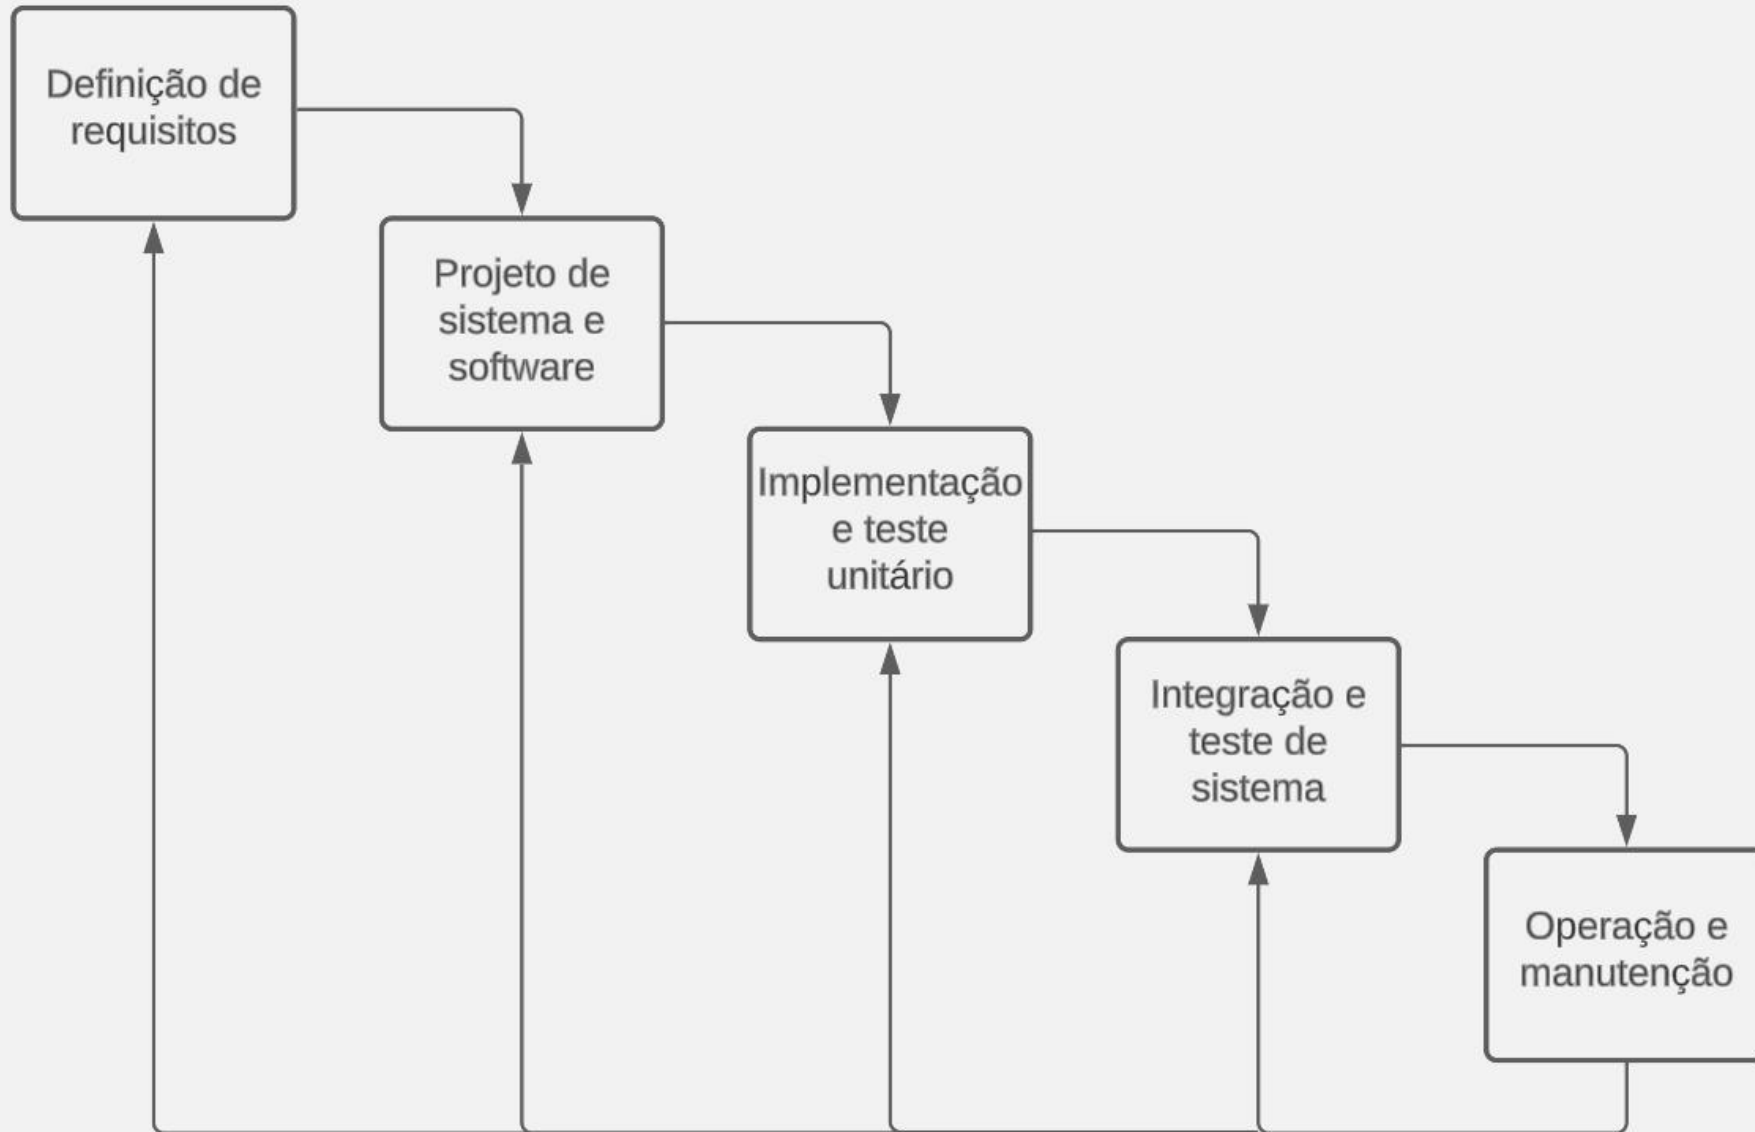 Definição de
requisitos
Projeto de
sistema e
software
Implementação
e teste
unitário
Integração e
teste de
sistema
Operação e
manutenção